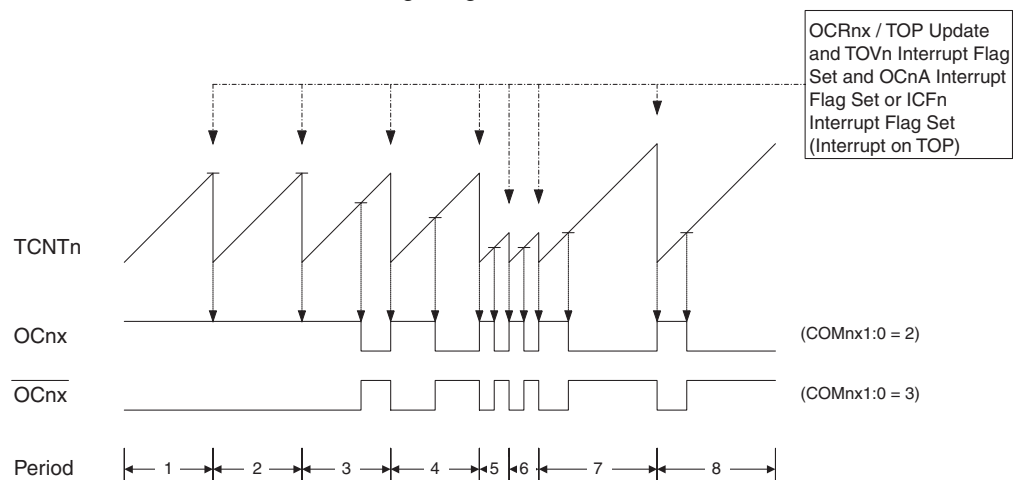 OCRnx / TOP Update
and TOVn Interrupt Flag
Set and OCnA Interrupt
Flag Set or ICFn
Interrupt Flag Set
(Interrupt on TOP)
TCNTn
OCnx (COMnx1:0 = 2)
OCnx (COMnx1:0 = 3)
Period 1 2 3 4 5 6 7 8